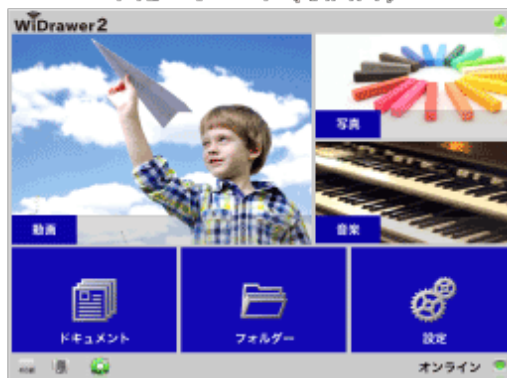 WiDrawer2
写真
動画
音楽
ドキュメント
フォルダー
設定
オンライン